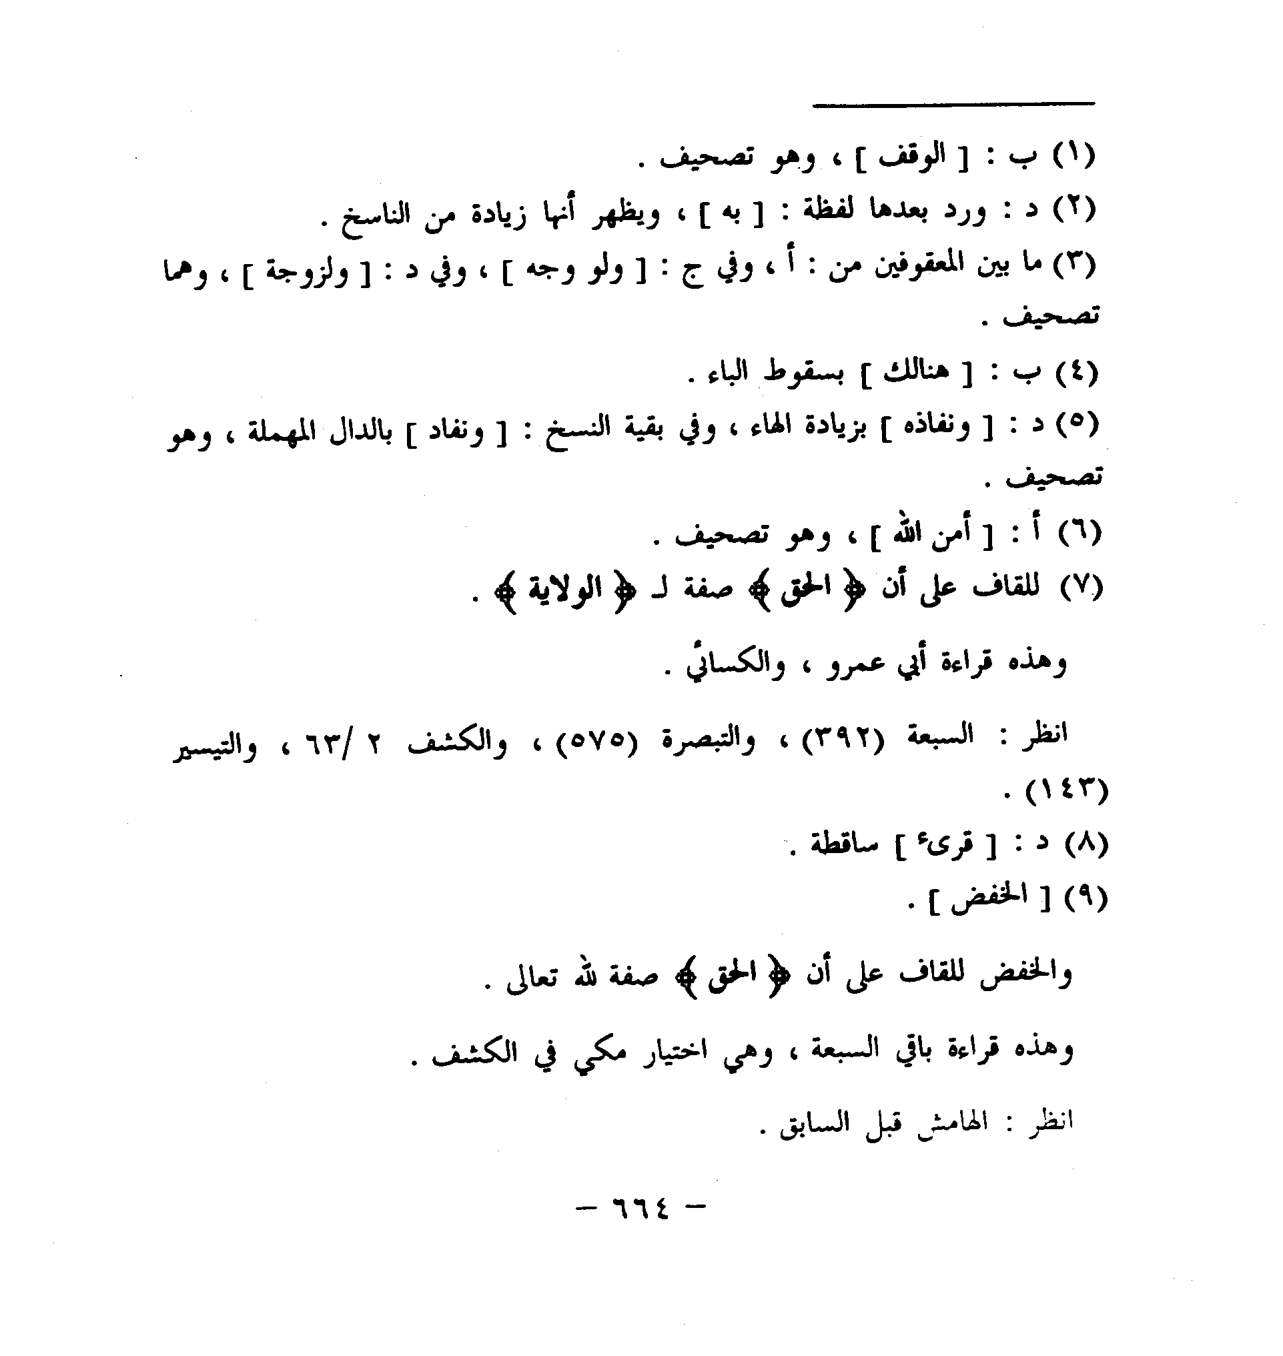 (١) ب : [ الوقف ] ، وهو تصحيف .
(٢) د : ورد بعدها لفظة : [ به ] ، ويظهر أنها زيادة من الناسخ .
(٣) ما بين المعقوفين من : أ ، وفي ج : [ ولو وجه ] ، وفي د : [ ولزوجة ] ، وهما
تصحيف .
(٤) ب : [ هنالك ] بسقوط الباء .
(٥) د : [ ونفاذه ] بزيادة الهاء ، وفي بقية النسخ : [ ونفاد ] بالدال المهملة ، وهو
تصحيف .
(٦) أ : [ أمن الله ] ، وهو تصحيف .
(٧) للقاف على أن ﴿ الحق ﴾ صفة لـ ﴿ الولاية ﴾ .
وهذه قراءة أبي عمرو ، والكسائي .
انظر : السبعة (٣٩٢) ، والتبصرة (٥٧٥) ، والكشف ٢ /٦٣ ، والتيسير
(١٤٣) .
(٨) د : [ قرىء ] ساقطة .
(٩) [ الخفض ] .
والخفض للقاف على أن ﴿ الحق ﴾ صفة لله تعالى .
وهذه قراءة باقي السبعة ، وهي اختيار مكي في الكشف .
انظر : الهامش قبل السابق .
– ٦٦٤ –